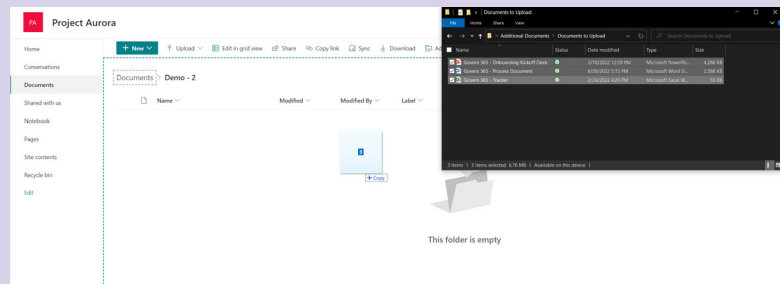 PA Project Aurora
Home
Conversations
Documents
Shared with us
Notebook
Pages
Site contents
Recycle bin
Edit
+ New Upload Edit in grid view Share Copy link Sync Download Ad
Documents > Demo - 2
Name Modified Modified By Label
3
+ Copy
This folder is empty
Documents to Upload
File Home Share View
« Additional Documents > Documents to Upload Search Documents to Upload
Name Status Date modified Type Size
Govern 365 - Onboarding Kickoff Deck 3/10/2022 12:59 PM Microsoft PowerPo... 4,286 KB
Govern 365 - Process Document 8/29/2022 5:15 PM Microsoft Word D... 2,588 KB
Govern 365 - Tracker 2/24/2022 4:26 PM Microsoft Excel W... 55 KB
3 items 3 items selected 6.76 MB Available on this device